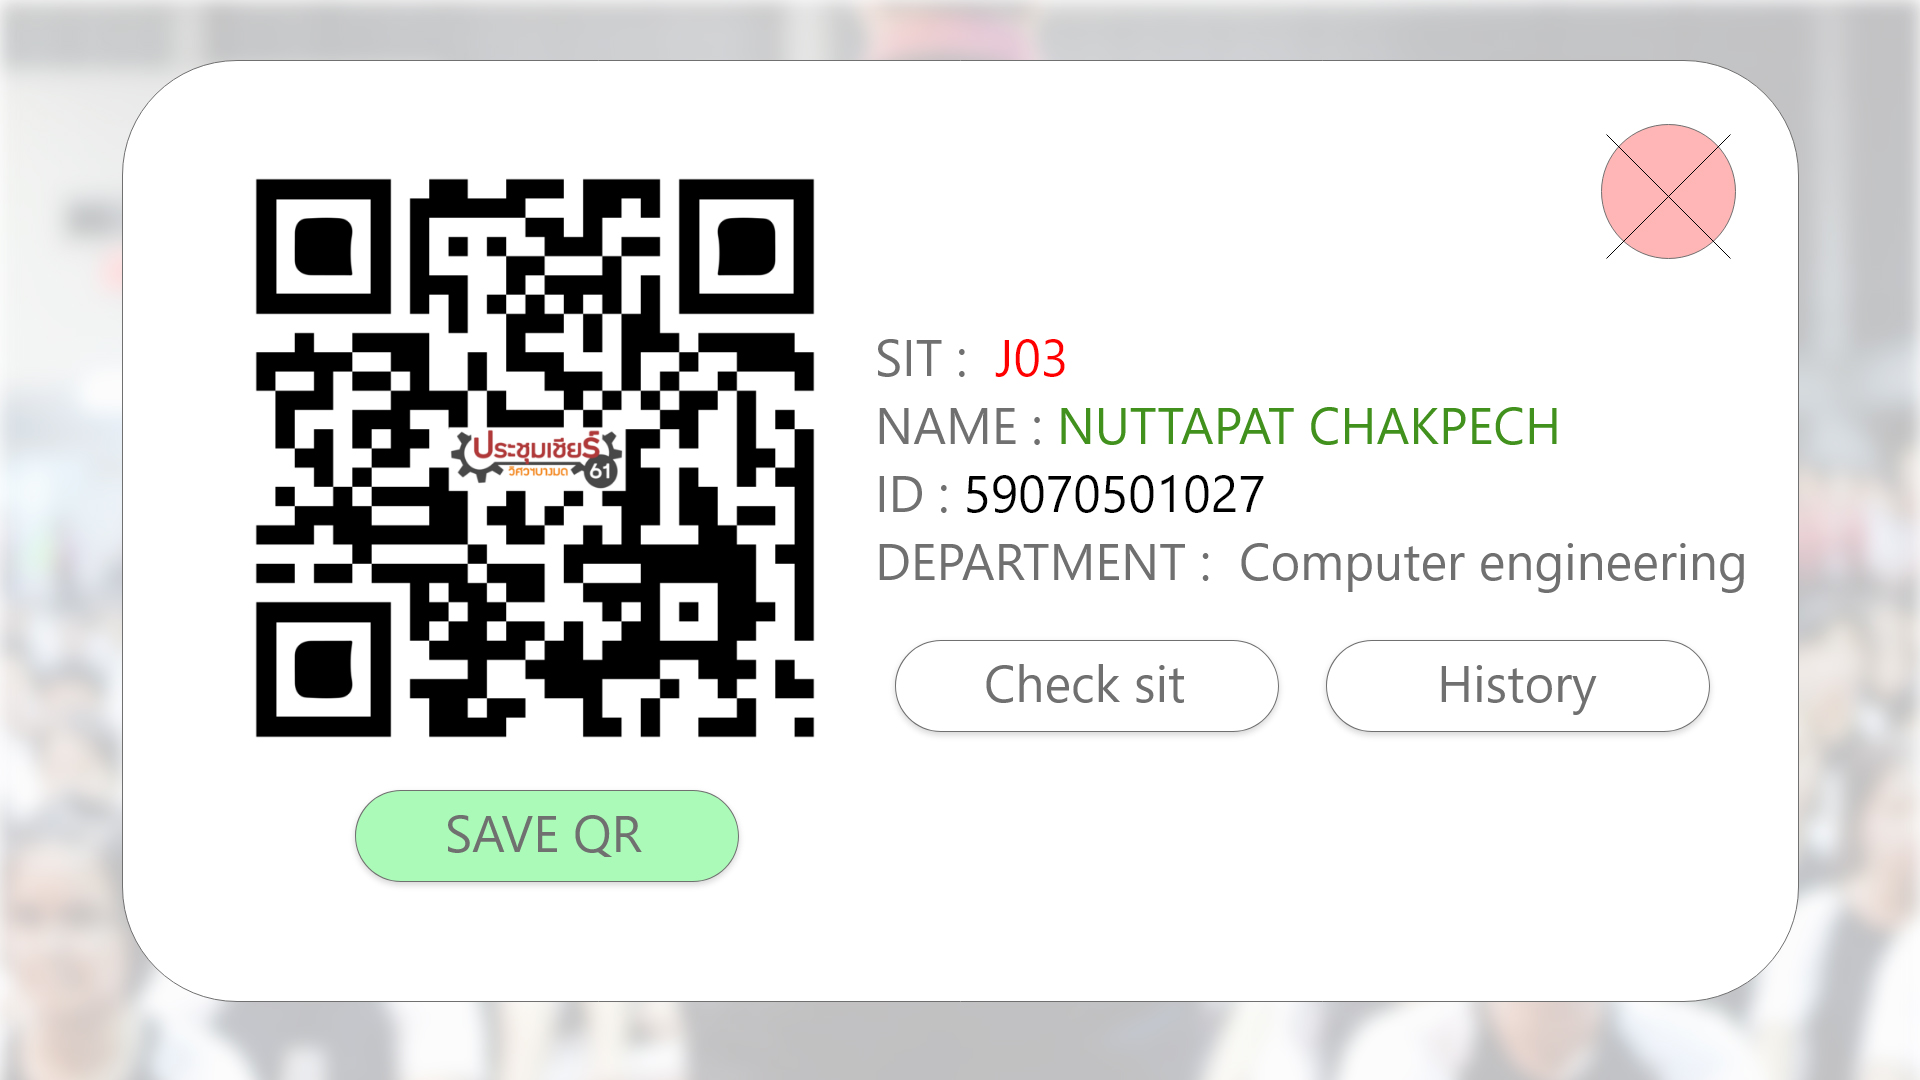 ประชุมเชียร์
วิศวฯบางมด 61
SIT : J03
NAME : NUTTAPAT CHAKPECH
ID : 59070501027
DEPARTMENT : Computer engineering
Check sit
History
SAVE QR